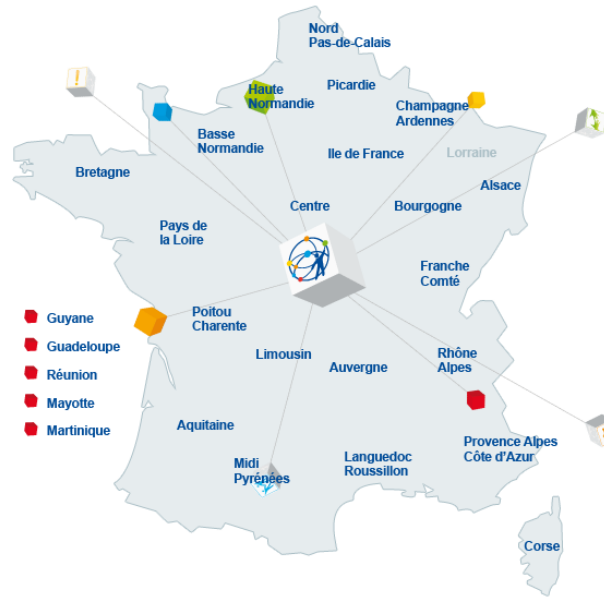 Nord
Pas-de-Calais
Haute
Normandie
Picardie
Champagne
Ardennes
Basse
Normandie
Ile de France
Lorraine
Bretagne
Alsace
Centre
Bourgogne
Pays de
la Loire
Franche
Comté
Poitou
Charente
Guyane
Guadeloupe
Réunion
Mayotte
Martinique
Limousin
Auvergne
Rhône
Alpes
Aquitaine
Midi
Pyrénées
Languedoc
Roussillon
Provence Alpes
Côte d'Azur
Corse